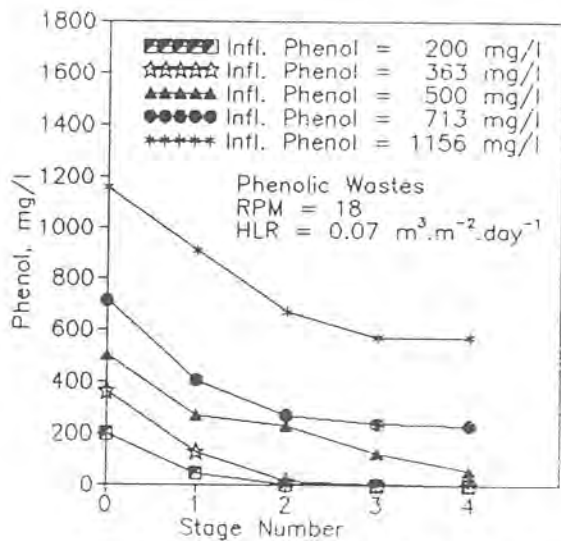 1800
1600
1400
1200
1000
800
600
400
200
0
Phenol, mg/l
Infl. Phenol = 200 mg/l
Infl. Phenol = 363 mg/l
Infl. Phenol = 500 mg/l
Infl. Phenol = 713 mg/l
Infl. Phenol = 1156 mg/l
Phenolic Wastes
RPM = 18
HLR = 0.07 m³.m⁻².day⁻¹
0 1 2 3 4
Stage Number